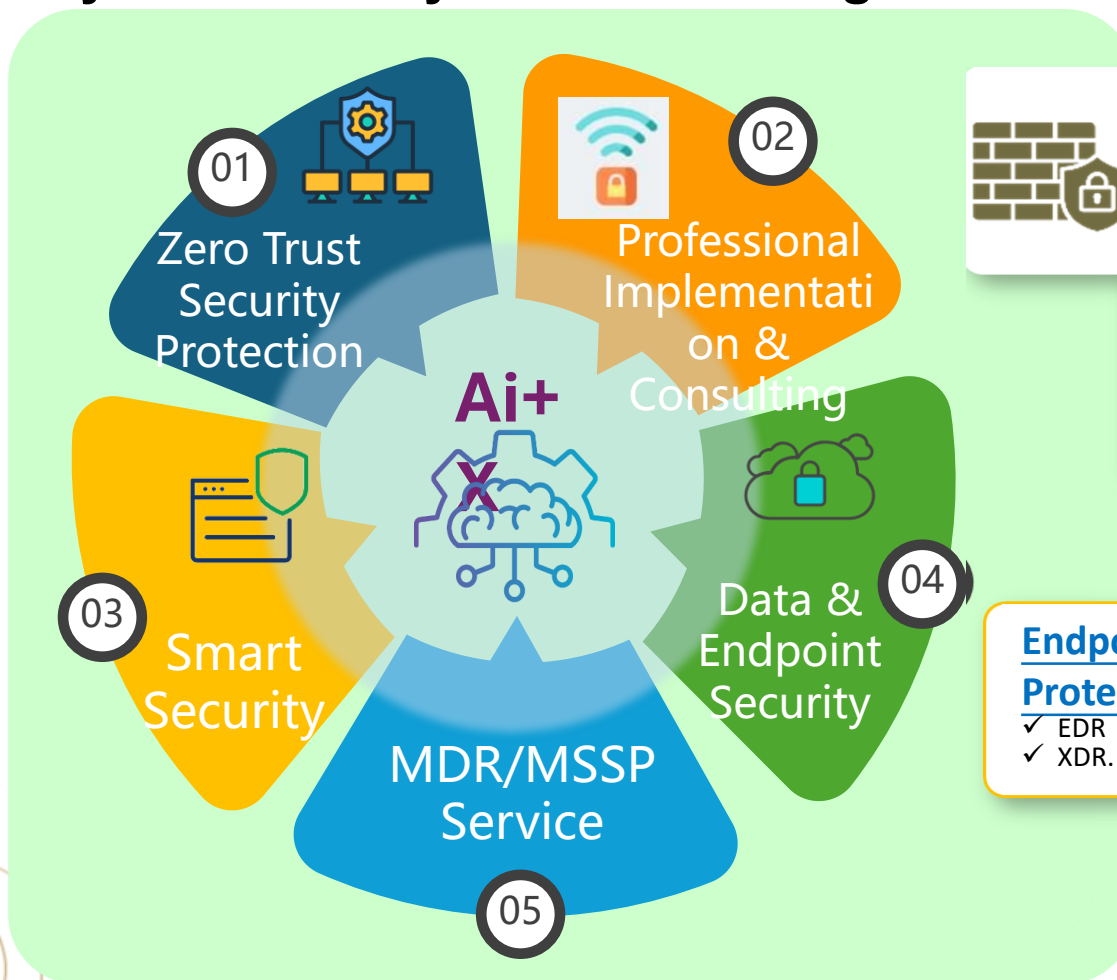 01
Zero Trust
Security
Protection
02
Professional
Implementati
on &
Consulting
Ai+
X
03
Smart
Security
04
Data &
Endpoint
Security
MDR/MSSP
Service
05
✓ EDR
✓ XDR.